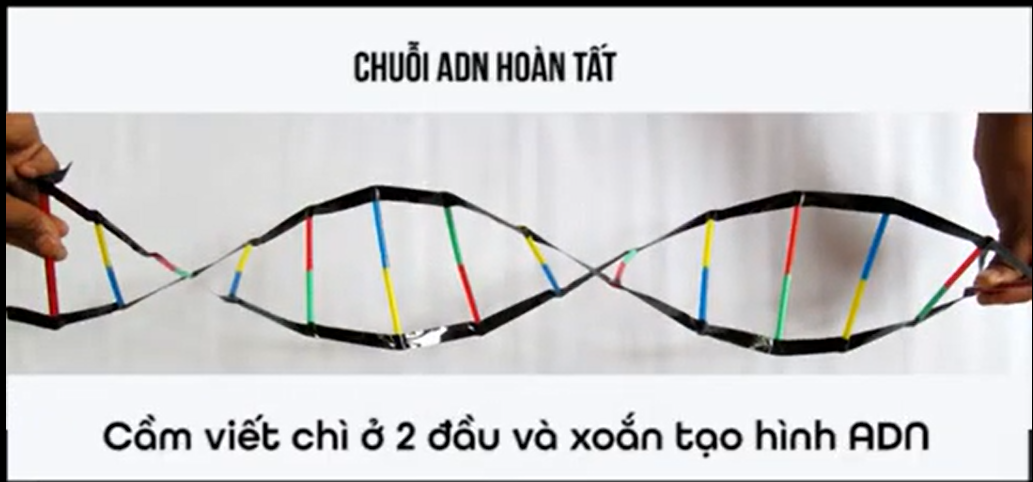 CHUỖI ADN HOÀN TẤT
Cầm viết chì ở 2 đầu và xoắn tạo hình ADN